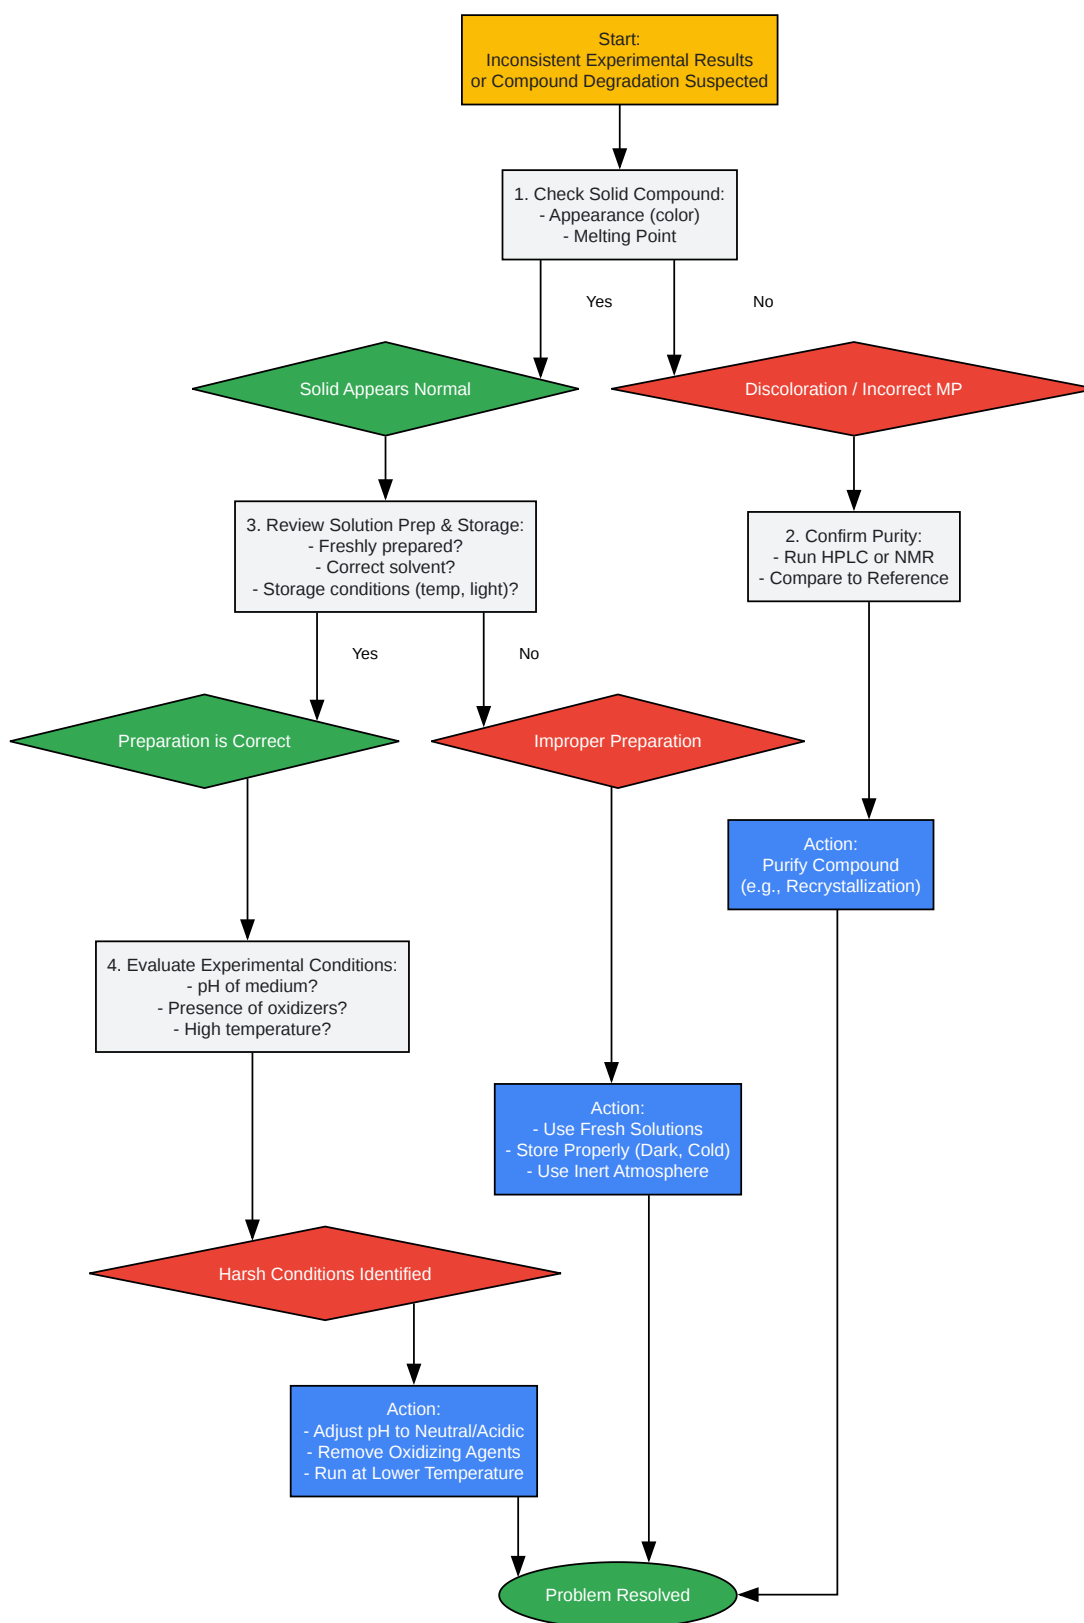 Start:
Inconsistent Experimental Results
or Compound Degradation Suspected
1. Check Solid Compound:
- Appearance (color)
- Melting Point
Yes
No
Solid Appears Normal
Discoloration / Incorrect MP
3. Review Solution Prep & Storage:
- Freshly prepared?
- Correct solvent?
- Storage conditions (temp, light)?
2. Confirm Purity:
- Run HPLC or NMR
- Compare to Reference
Yes
No
Preparation is Correct
Improper Preparation
Action:
Purify Compound
(e.g., Recrystallization)
4. Evaluate Experimental Conditions:
- pH of medium?
- Presence of oxidizers?
- High temperature?
Action:
- Use Fresh Solutions
- Store Properly (Dark, Cold)
- Use Inert Atmosphere
Harsh Conditions Identified
Action:
- Adjust pH to Neutral/Acidic
- Remove Oxidizing Agents
- Run at Lower Temperature
Problem Resolved